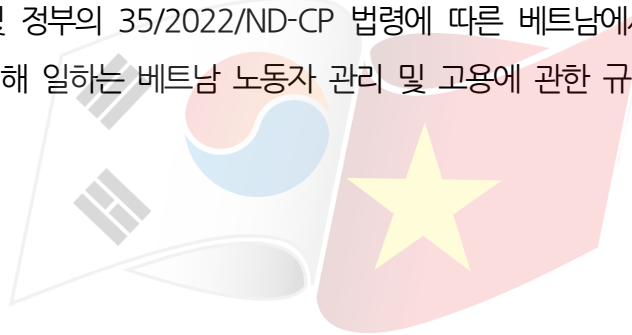 및 정부의 35/2022/ND-CP 법령에 따른 베트남에서
해 일하는 베트남 노동자 관리 및 고용에 관한 규